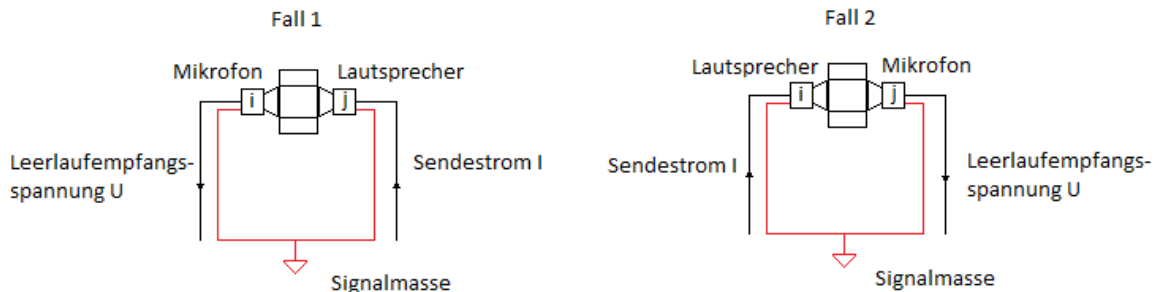 Fall 1
Mikrofon
Lautsprecher
i
j
Leerlaufempfangs-
spannung U
Sendestrom I
Signalmasse
Fall 2
Lautsprecher
Mikrofon
i
j
Sendestrom I
Leerlaufempfangs-
spannung U
Signalmasse